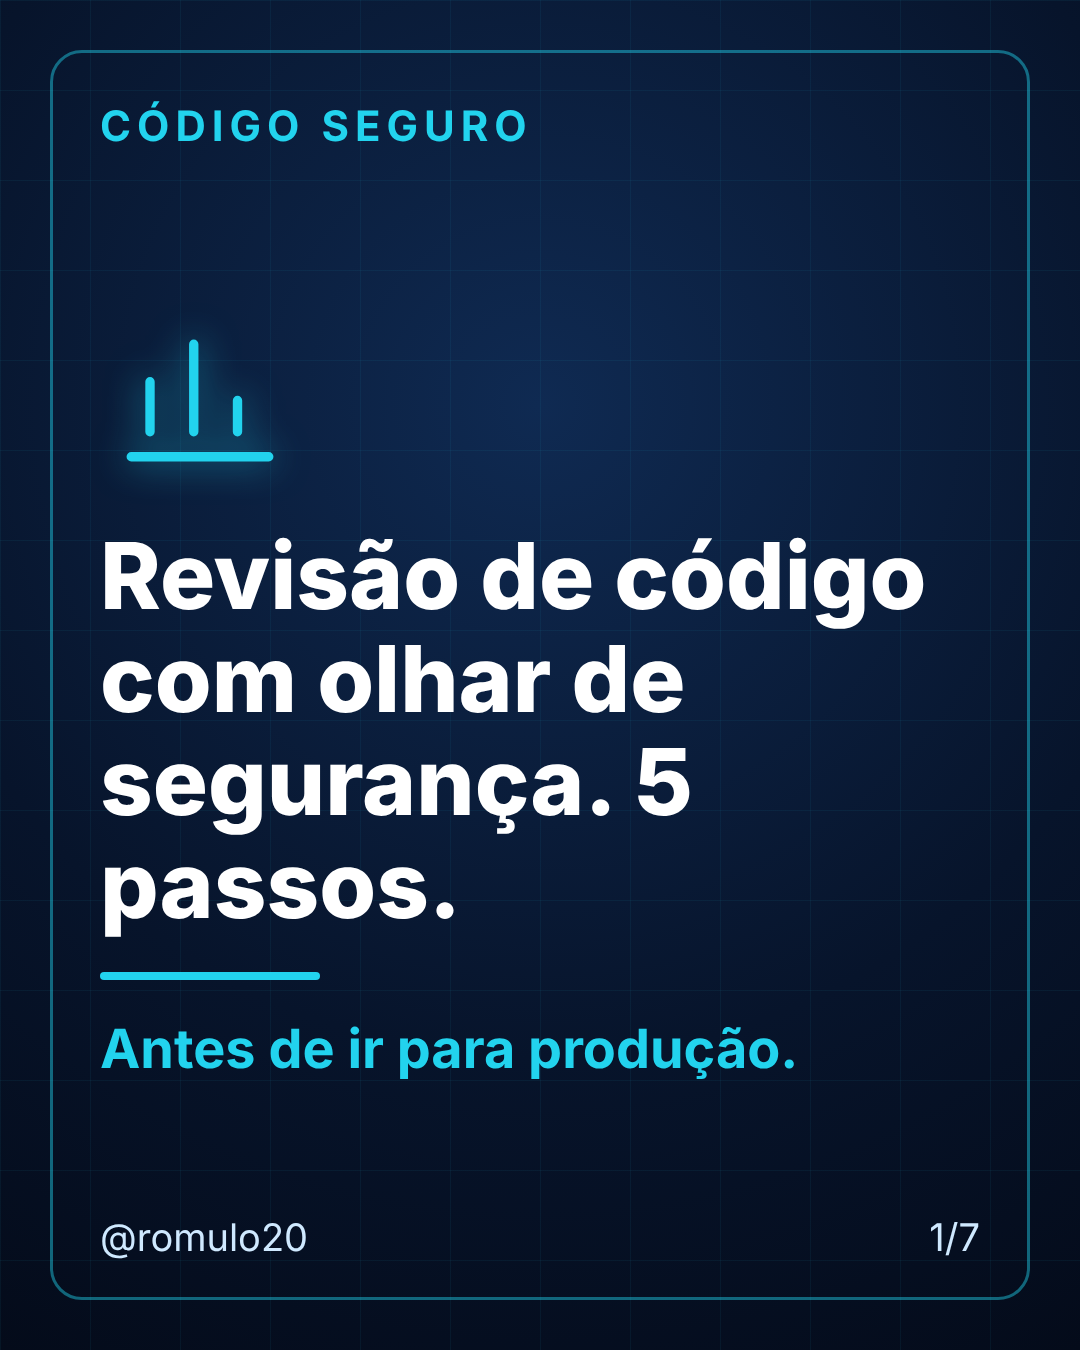 CÓDIGO SEGURO
Revisão de código
com olhar de
segurança. 5
passos.
Antes de ir para produção.
@romulo20
1/7